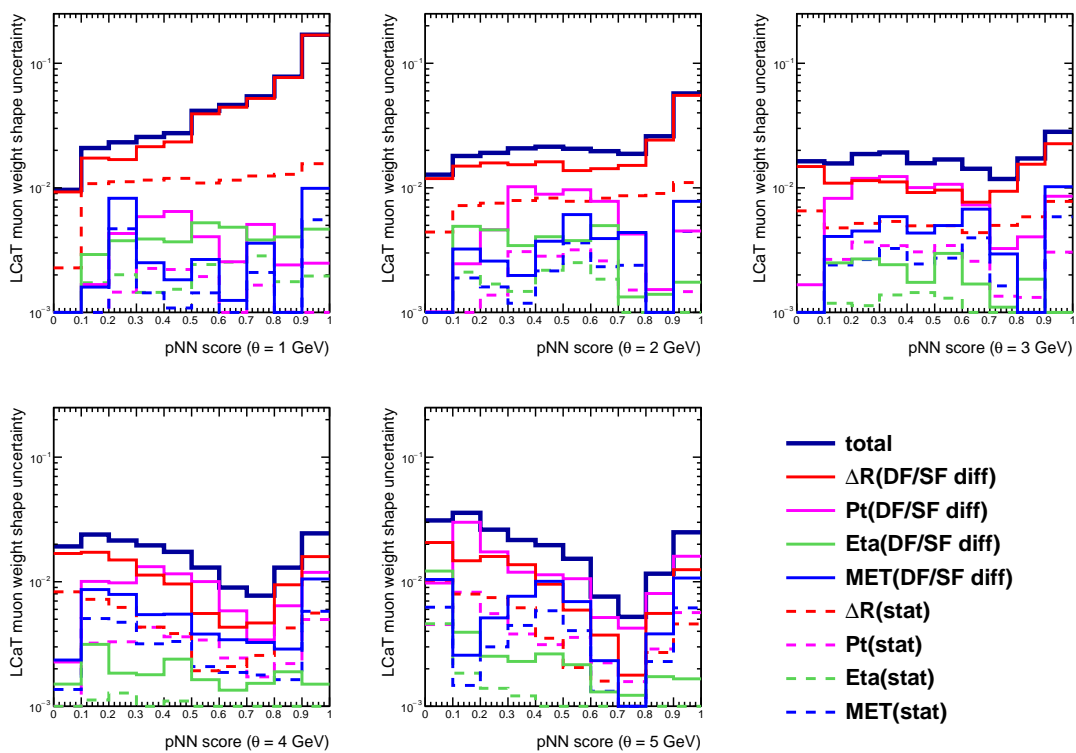 LCaT muon weight shape uncertainty
10⁻¹
10⁻²
10⁻³
0 0.1 0.2 0.3 0.4 0.5 0.6 0.7 0.8 0.9 1
pNN score (θ = 1 GeV)
LCaT muon weight shape uncertainty
10⁻¹
10⁻²
10⁻³
0 0.1 0.2 0.3 0.4 0.5 0.6 0.7 0.8 0.9 1
pNN score (θ = 2 GeV)
LCaT muon weight shape uncertainty
10⁻¹
10⁻²
10⁻³
0 0.1 0.2 0.3 0.4 0.5 0.6 0.7 0.8 0.9 1
pNN score (θ = 3 GeV)
LCaT muon weight shape uncertainty
10⁻¹
10⁻²
10⁻³
0 0.1 0.2 0.3 0.4 0.5 0.6 0.7 0.8 0.9 1
pNN score (θ = 4 GeV)
LCaT muon weight shape uncertainty
10⁻¹
10⁻²
10⁻³
0 0.1 0.2 0.3 0.4 0.5 0.6 0.7 0.8 0.9 1
pNN score (θ = 5 GeV)
total
ΔR(DF/SF diff)
Pt(DF/SF diff)
Eta(DF/SF diff)
MET(DF/SF diff)
ΔR(stat)
Pt(stat)
Eta(stat)
MET(stat)